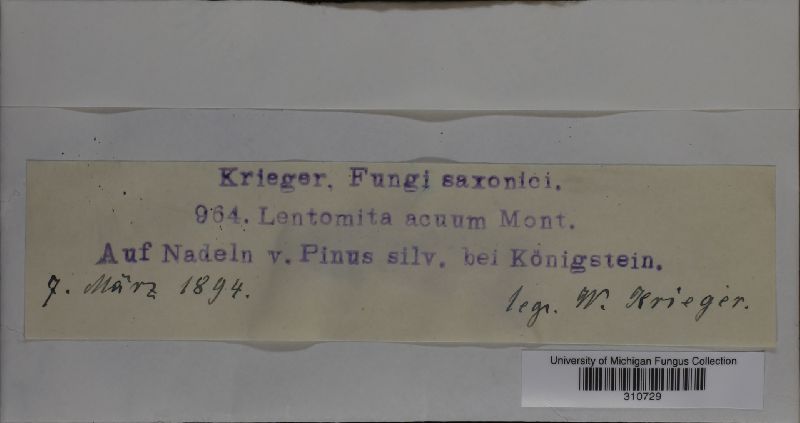 Krieger, Fungi saxonici.
964. Lentomita acuum Mont.
Auf Nadeln v. Pinus silv. bei Königstein.
7. März 1894. legr. W. Krieger.
University of Michigan Fungus Collection
310729